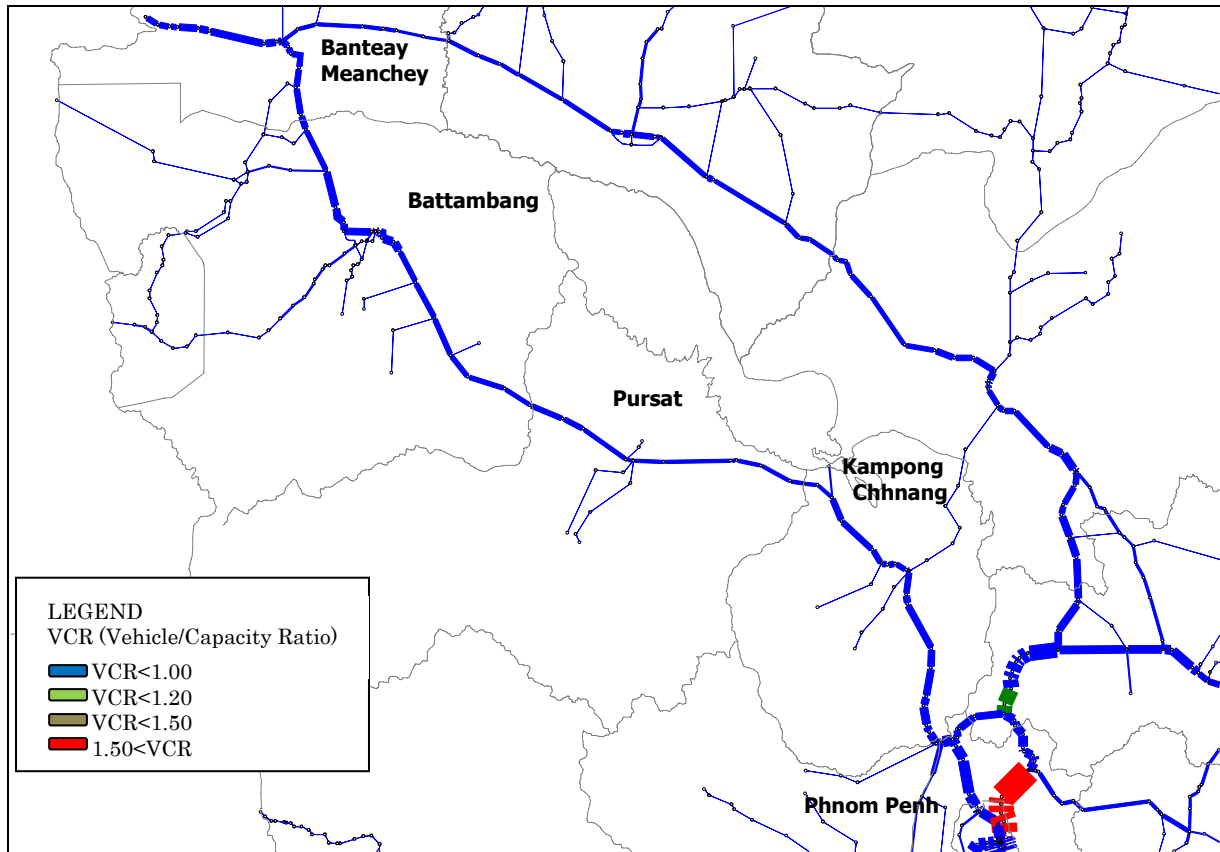 Banteay
Meanchey
Battambang
Pursat
Kampong
Chhnang
LEGEND
VCR (Vehicle/Capacity Ratio)
VCR<1.00
VCR<1.20
VCR<1.50
1.50<VCR
Phnom Penh